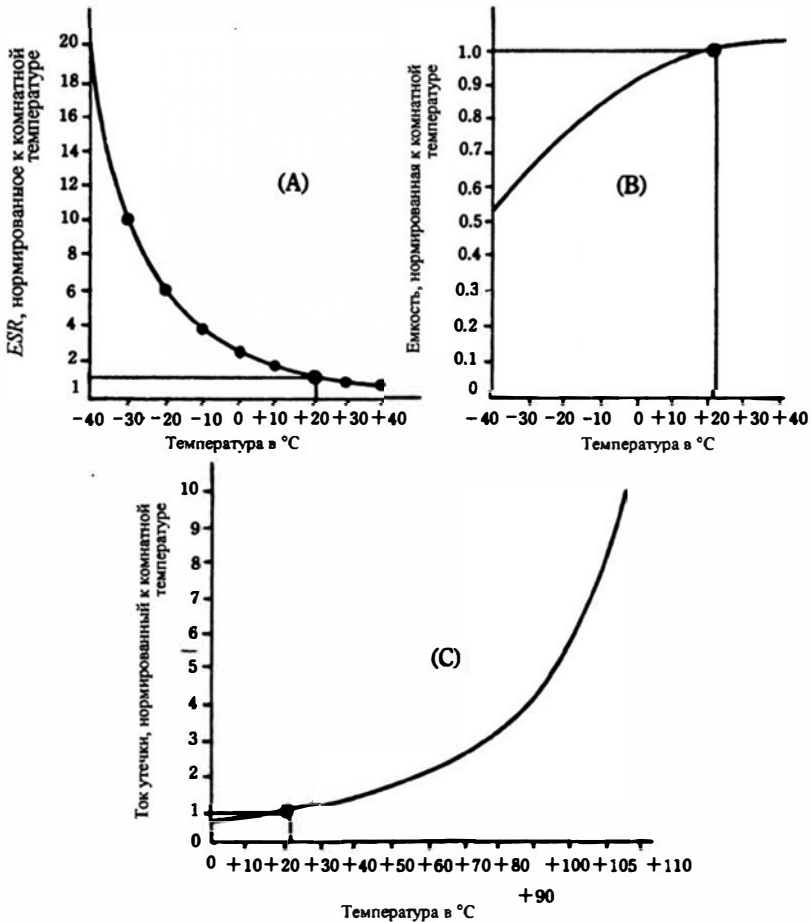 ESR, нормированное к комнатной
температуре
20
18
16
14
12
10
6
4
2
1
(A)
-40 -30 -20 -10 0 +10 +20 +30 +40
Температура в °C
Емкость, нормированная к комнатной
температуре
1.0
0.9
0.8
0.7
0.6
0.5
0.4
0.3
0.2
0.1
0
(B)
-40 -30 -20 -10 0 +10 +20 +30 +40
Температура в °C
Ток утечки, нормированный к комнатной
температуре
10
9
8
7
6
5
4
3
2
1
0
(C)
0 +10 +20 +30 +40 +50 +60 +70 +80 +100 +105 +110
+90
Температура в °C